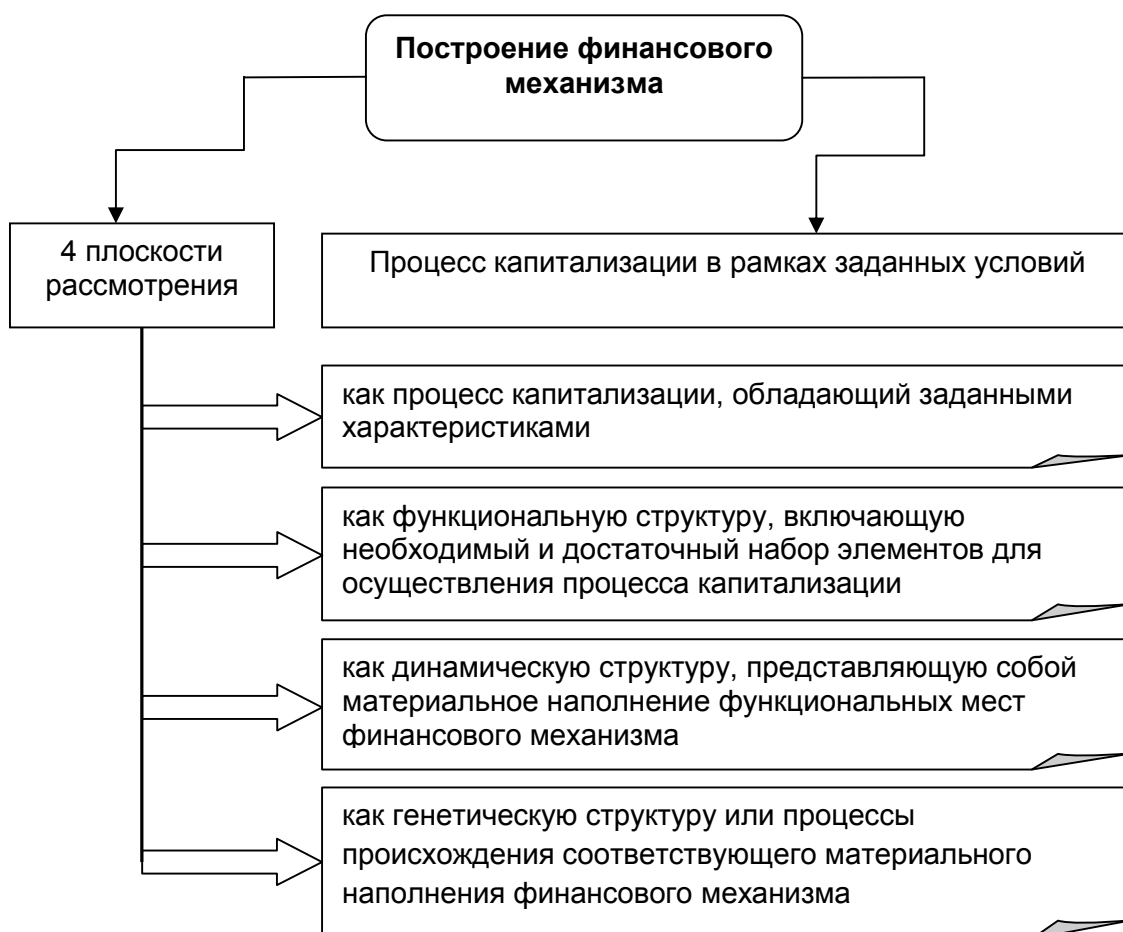 Построение финансового
механизма
4 плоскости
рассмотрения
Процесс капитализации в рамках заданных условий
как процесс капитализации, обладающий заданными
характеристиками
как функциональную структуру, включающую
необходимый и достаточный набор элементов для
осуществления процесса капитализации
как динамическую структуру, представляющую собой
материальное наполнение функциональных мест
финансового механизма
как генетическую структуру или процессы
происхождения соответствующего материального
наполнения финансового механизма